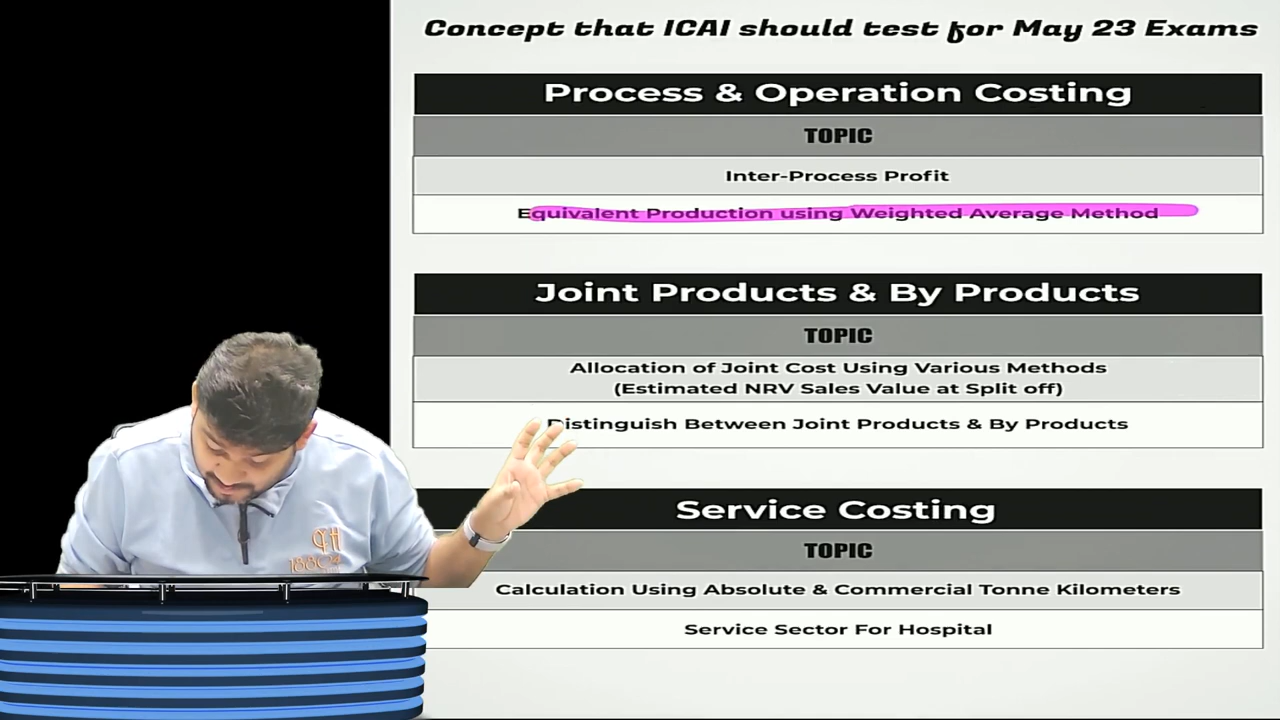 Concept that ICAI should test for May 23 Exams
Process & Operation Costing
TOPIC
Inter-Process Profit
Equivalent Production using Weighted Average Method
Joint Products & By Products
TOPIC
Allocation of Joint Cost Using Various Methods
(Estimated NRV Sales Value at Split off)
Distinguish Between Joint Products & By Products
Service Costing
TOPIC
Calculation Using Absolute & Commercial Tonne Kilometers
Service Sector For Hospital